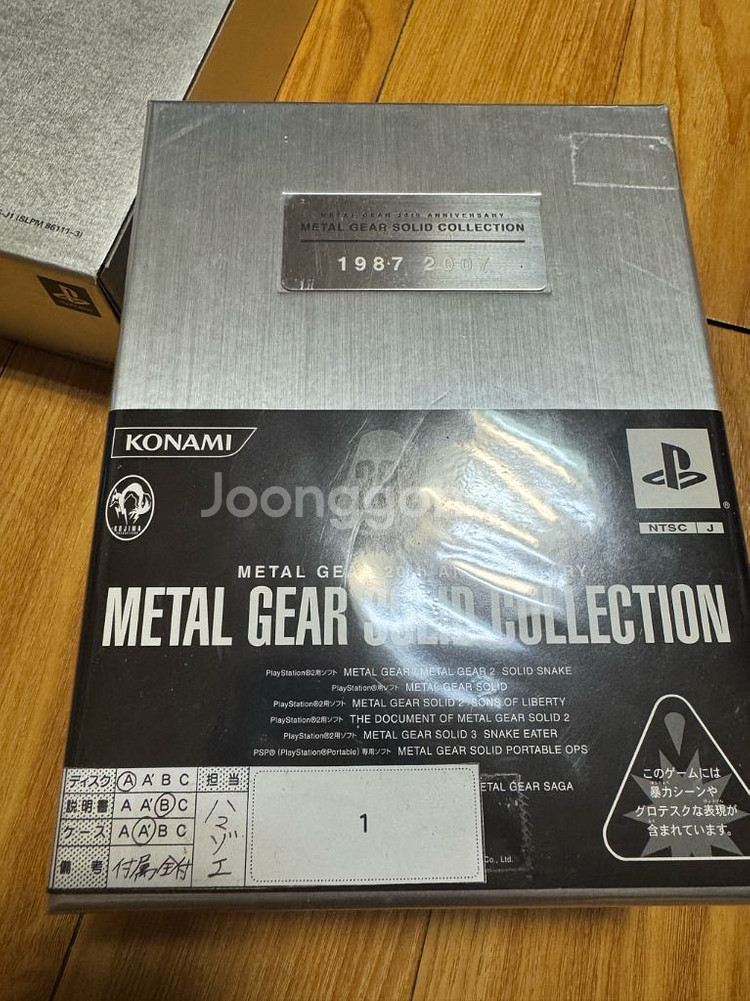 -J1 (SLPM 86111~3)
METAL GEAR 20th ANNIVERSARY
METAL GEAR SOLID COLLECTION
1987 2007
KONAMI
KOJIMA
PRODUCTIONS
Joonggo
®
NTSC J
METAL GEAR 20th ANNIVERSARY
METAL GEAR SOLID COLLECTION
PlayStation®2用ソフト METAL GEAR / METAL GEAR 2 SOLID SNAKE
PlayStation®用ソフト METAL GEAR SOLID
PlayStation®2用ソフト METAL GEAR SOLID 2 SONS OF LIBERTY
PlayStation®2用ソフト THE DOCUMENT OF METAL GEAR SOLID 2
PlayStation®2用ソフト METAL GEAR SOLID 3 SNAKE EATER
PSP® (PlayStation®Portable) 専用ソフト METAL GEAR SOLID PORTABLE OPS
METAL GEAR SAGA
Co., Ltd.
ディスク A A' B C 担当
説明書 A A' B C ハマゾエ
ケース A A' B C
備考 付属全付
1
このゲームには
暴力シーンや
グロテスクな表現が
含まれています。